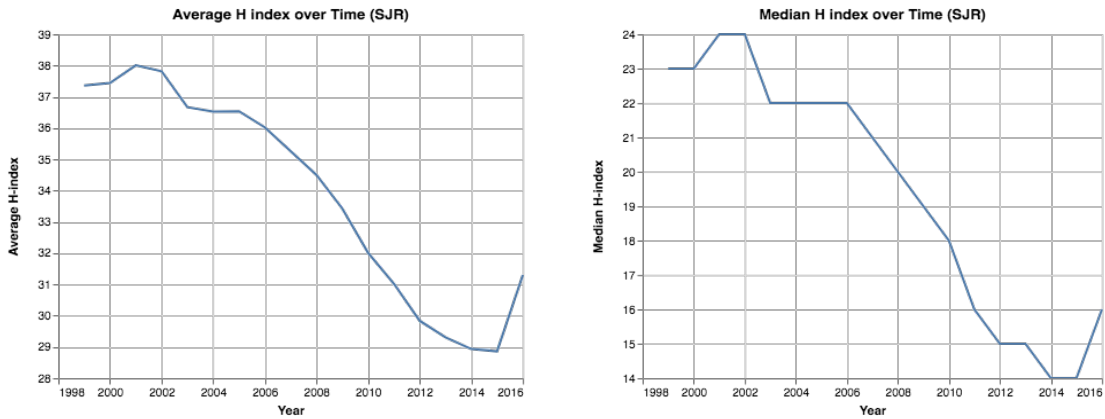 Average H index over Time (SJR)
39
38
37
36
35
34
33
32
31
30
29
28
Average H-index
1998 2000 2002 2004 2006 2008 2010 2012 2014 2016
Year
Median H index over Time (SJR)
24
23
22
21
20
19
18
17
16
15
14
Median H-index
1998 2000 2002 2004 2006 2008 2010 2012 2014 2016
Year